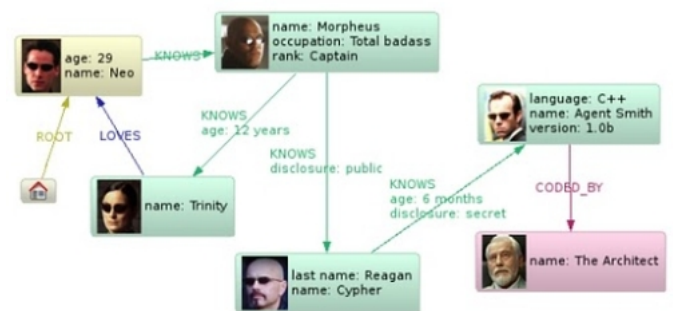 name: Morpheus
occupation: Total badass
rank: Captain
age: 29
name: Neo
KNOWS
language: C++
name: Agent Smith
version: 1.0b
KNOWS
age: 12 years
ROOT
LOVES
KNOWS
disclosure: public
KNOWS
age: 6 months
disclosure: secret
CODED_BY
name: Trinity
name: The Architect
last name: Reagan
name: Cypher